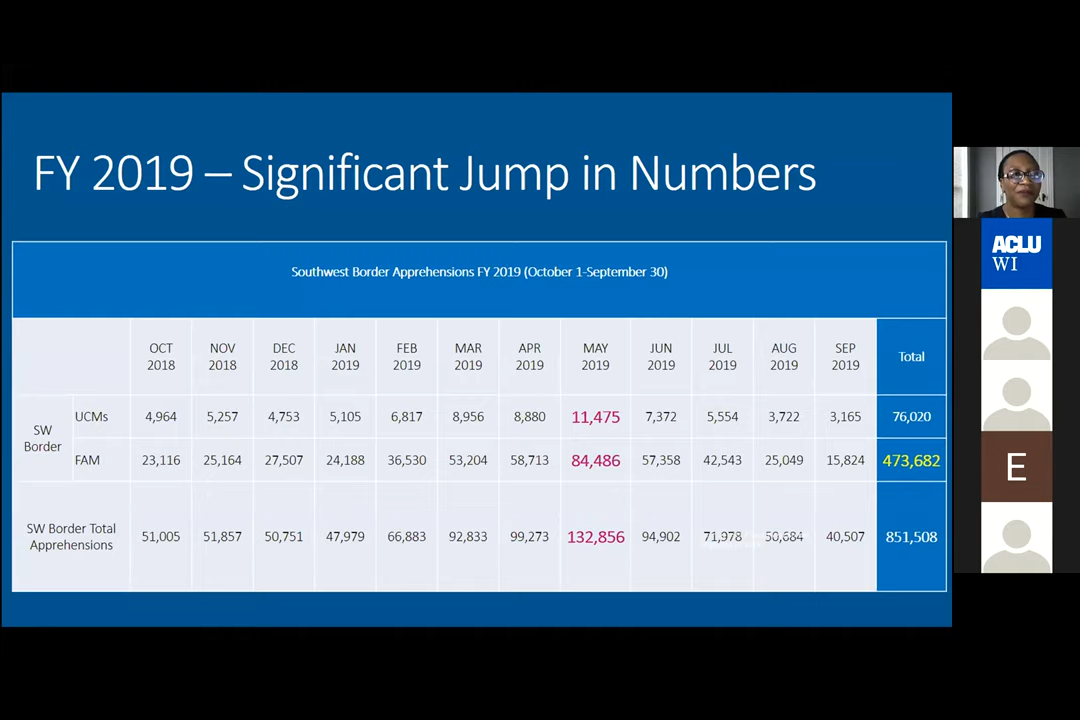 FY 2019 – Significant Jump in Numbers
Southwest Border Apprehensions FY 2019 (October 1-September 30)
OCT 2018 NOV 2018 DEC 2018 JAN 2019 FEB 2019 MAR 2019 APR 2019 MAY 2019 JUN 2019 JUL 2019 AUG 2019 SEP 2019 Total
SW Border
UCMs 4,964 5,257 4,753 5,105 6,817 8,956 8,880 11,475 7,372 5,554 3,722 3,165 76,020
FAM 23,116 25,164 27,507 24,188 36,530 53,204 58,713 84,486 57,358 42,543 25,049 15,824 473,682
SW Border Total Apprehensions 51,005 51,857 50,751 47,979 66,883 92,833 99,273 132,856 94,902 71,978 50,684 40,507 851,508
ACLU
WI
E